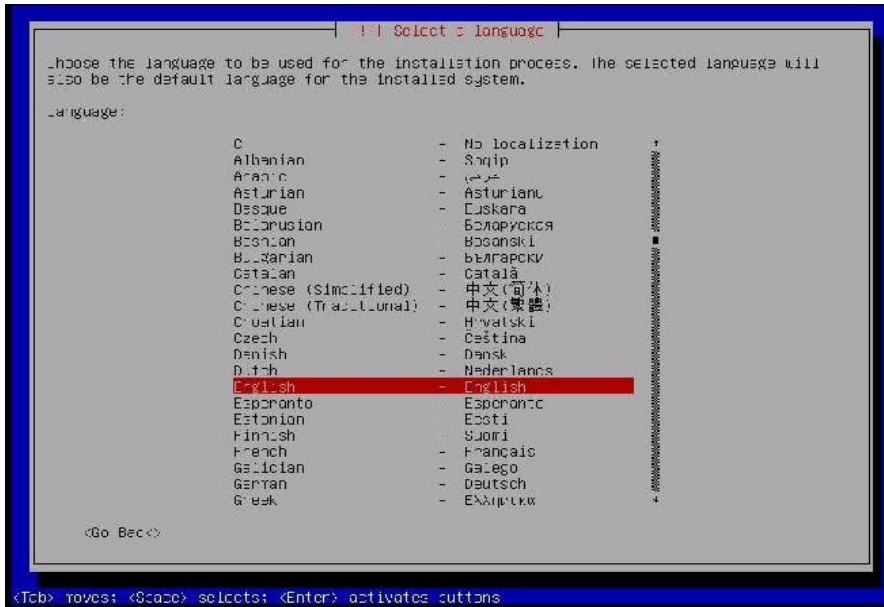 [!!] Select a language
Choose the language to be used for the installation process. The selected language will
also be the default language for the installed system.
Language:
C - No localization
Albanian - Shqip
Arabic - عربي
Asturian - Asturianu
Basque - Euskara
Belarusian - Беларуская
Bosnian - Bosanski
Bulgarian - Български
Catalan - Català
Chinese (Simplified) - 中文(简体)
Chinese (Traditional) - 中文(繁體)
Croatian - Hrvatski
Czech - Čeština
Danish - Dansk
Dutch - Nederlands
English - English
Esperanto - Esperanto
Estonian - Eesti
Finnish - Suomi
French - Français
Galician - Galego
German - Deutsch
Greek - Ελληνικά
<Go Back>
<Tab> moves; <Space> selects; <Enter> activates buttons